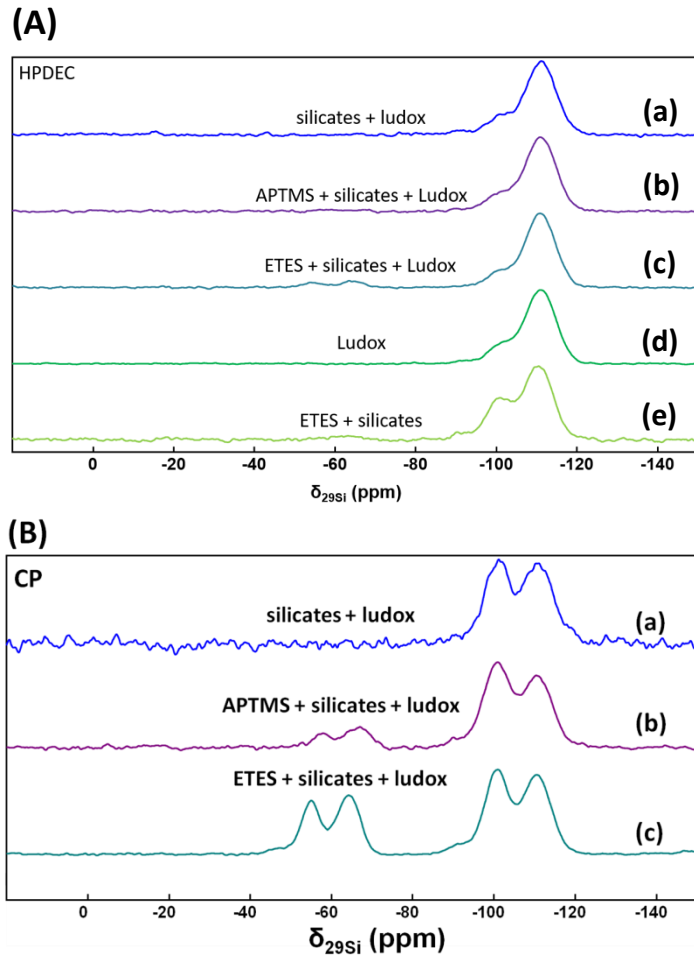 (A)
HPDEC
silicates + ludox
(a)
APTMS + silicates + Ludox
(b)
ETES + silicates + Ludox
(c)
Ludox
(d)
ETES + silicates
(e)
0 -20 -40 -60 -80 -100 -120 -140
δ29Si (ppm)
(B)
CP
silicates + ludox
(a)
APTMS + silicates + ludox
(b)
ETES + silicates + ludox
(c)
0 -20 -40 -60 -80 -100 -120 -140
δ29Si (ppm)